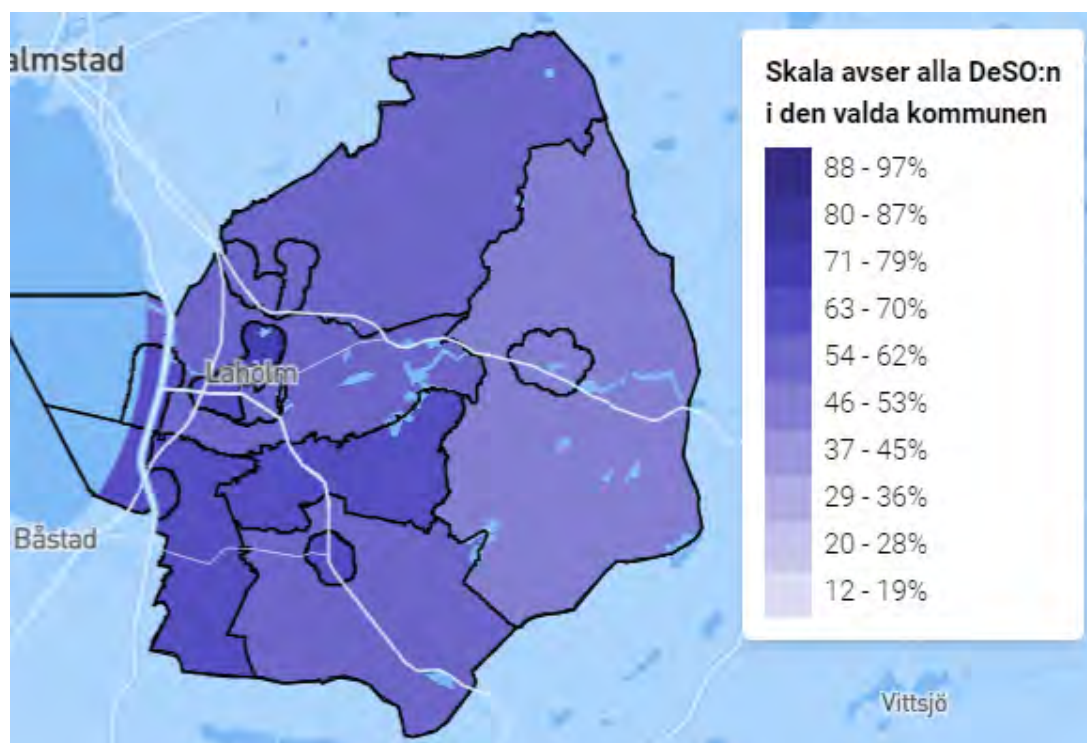 almstad
Laholm
Båstad
Vittsjö
Skala avser alla DeSO:n
i den valda kommunen
88 - 97%
80 - 87%
71 - 79%
63 - 70%
54 - 62%
46 - 53%
37 - 45%
29 - 36%
20 - 28%
12 - 19%